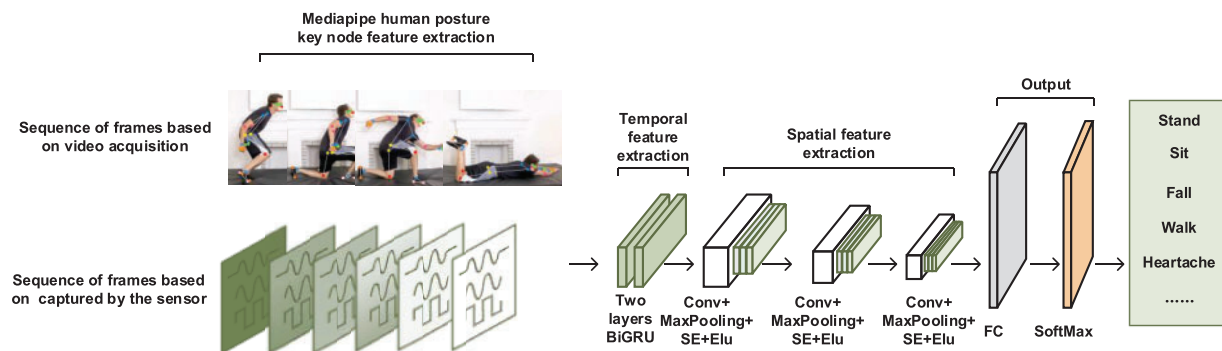 Mediapipe human posture
key node feature extraction
Sequence of frames based
on video acquisition
Sequence of frames based
on captured by the sensor
Temporal
feature
extraction
Two
layers
BiGRU
Spatial feature
extraction
Conv+
MaxPooling+
SE+Elu
Conv+
MaxPooling+
SE+Elu
Conv+
MaxPooling+
SE+Elu
Output
FC
SoftMax
Stand
Sit
Fall
Walk
Heartache
......